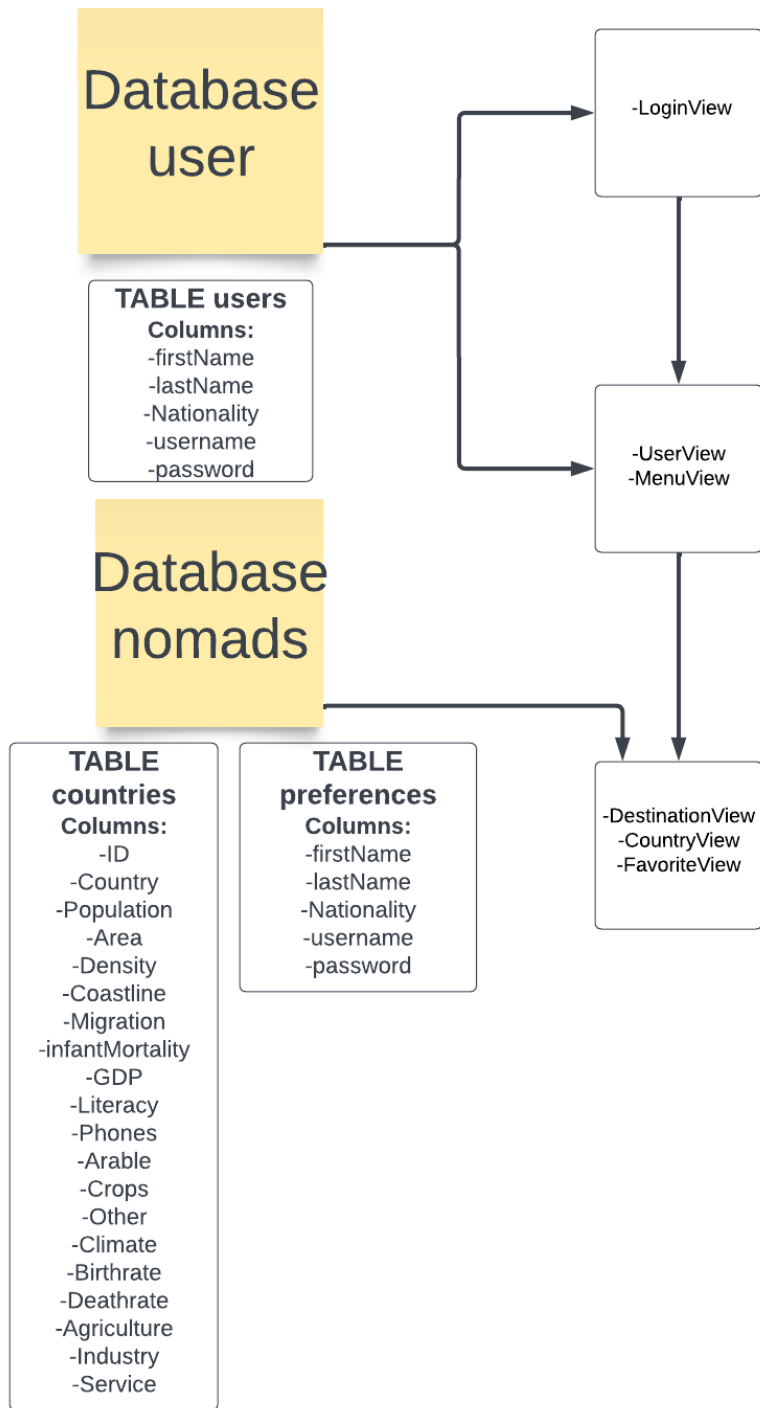 Database
user
-LoginView
TABLE users
Columns:
-firstName
-lastName
-Nationality
-username
-password
-UserView
-MenuView
Database
nomads
TABLE
countries
Columns:
-ID
-Country
-Population
-Area
-Density
-Coastline
-Migration
-infantMortality
-GDP
-Literacy
-Phones
-Arable
-Crops
-Other
-Climate
-Birthrate
-Deathrate
-Agriculture
-Industry
-Service
TABLE
preferences
Columns:
-firstName
-lastName
-Nationality
-username
-password
-DestinationView
-CountryView
-FavoriteView